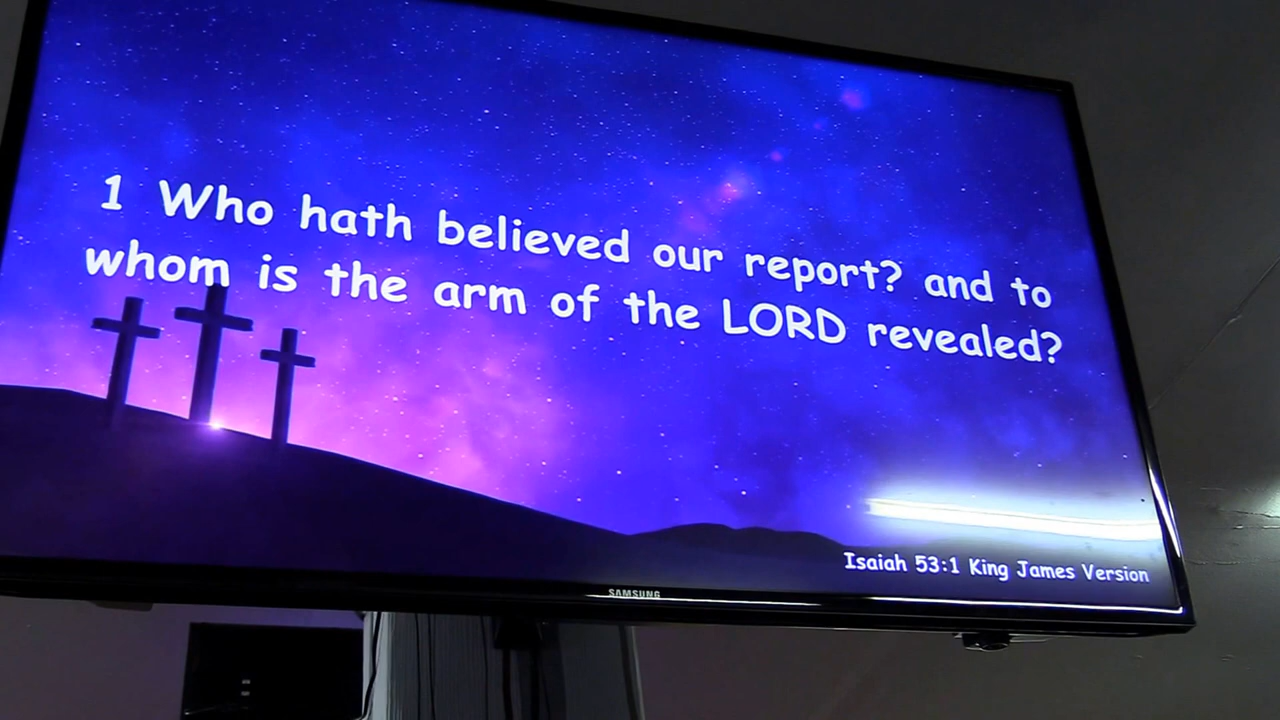 1 Who hath believed our report? and to
whom is the arm of the LORD revealed?
Isaiah 53:1 King James Version
SAMSUNG